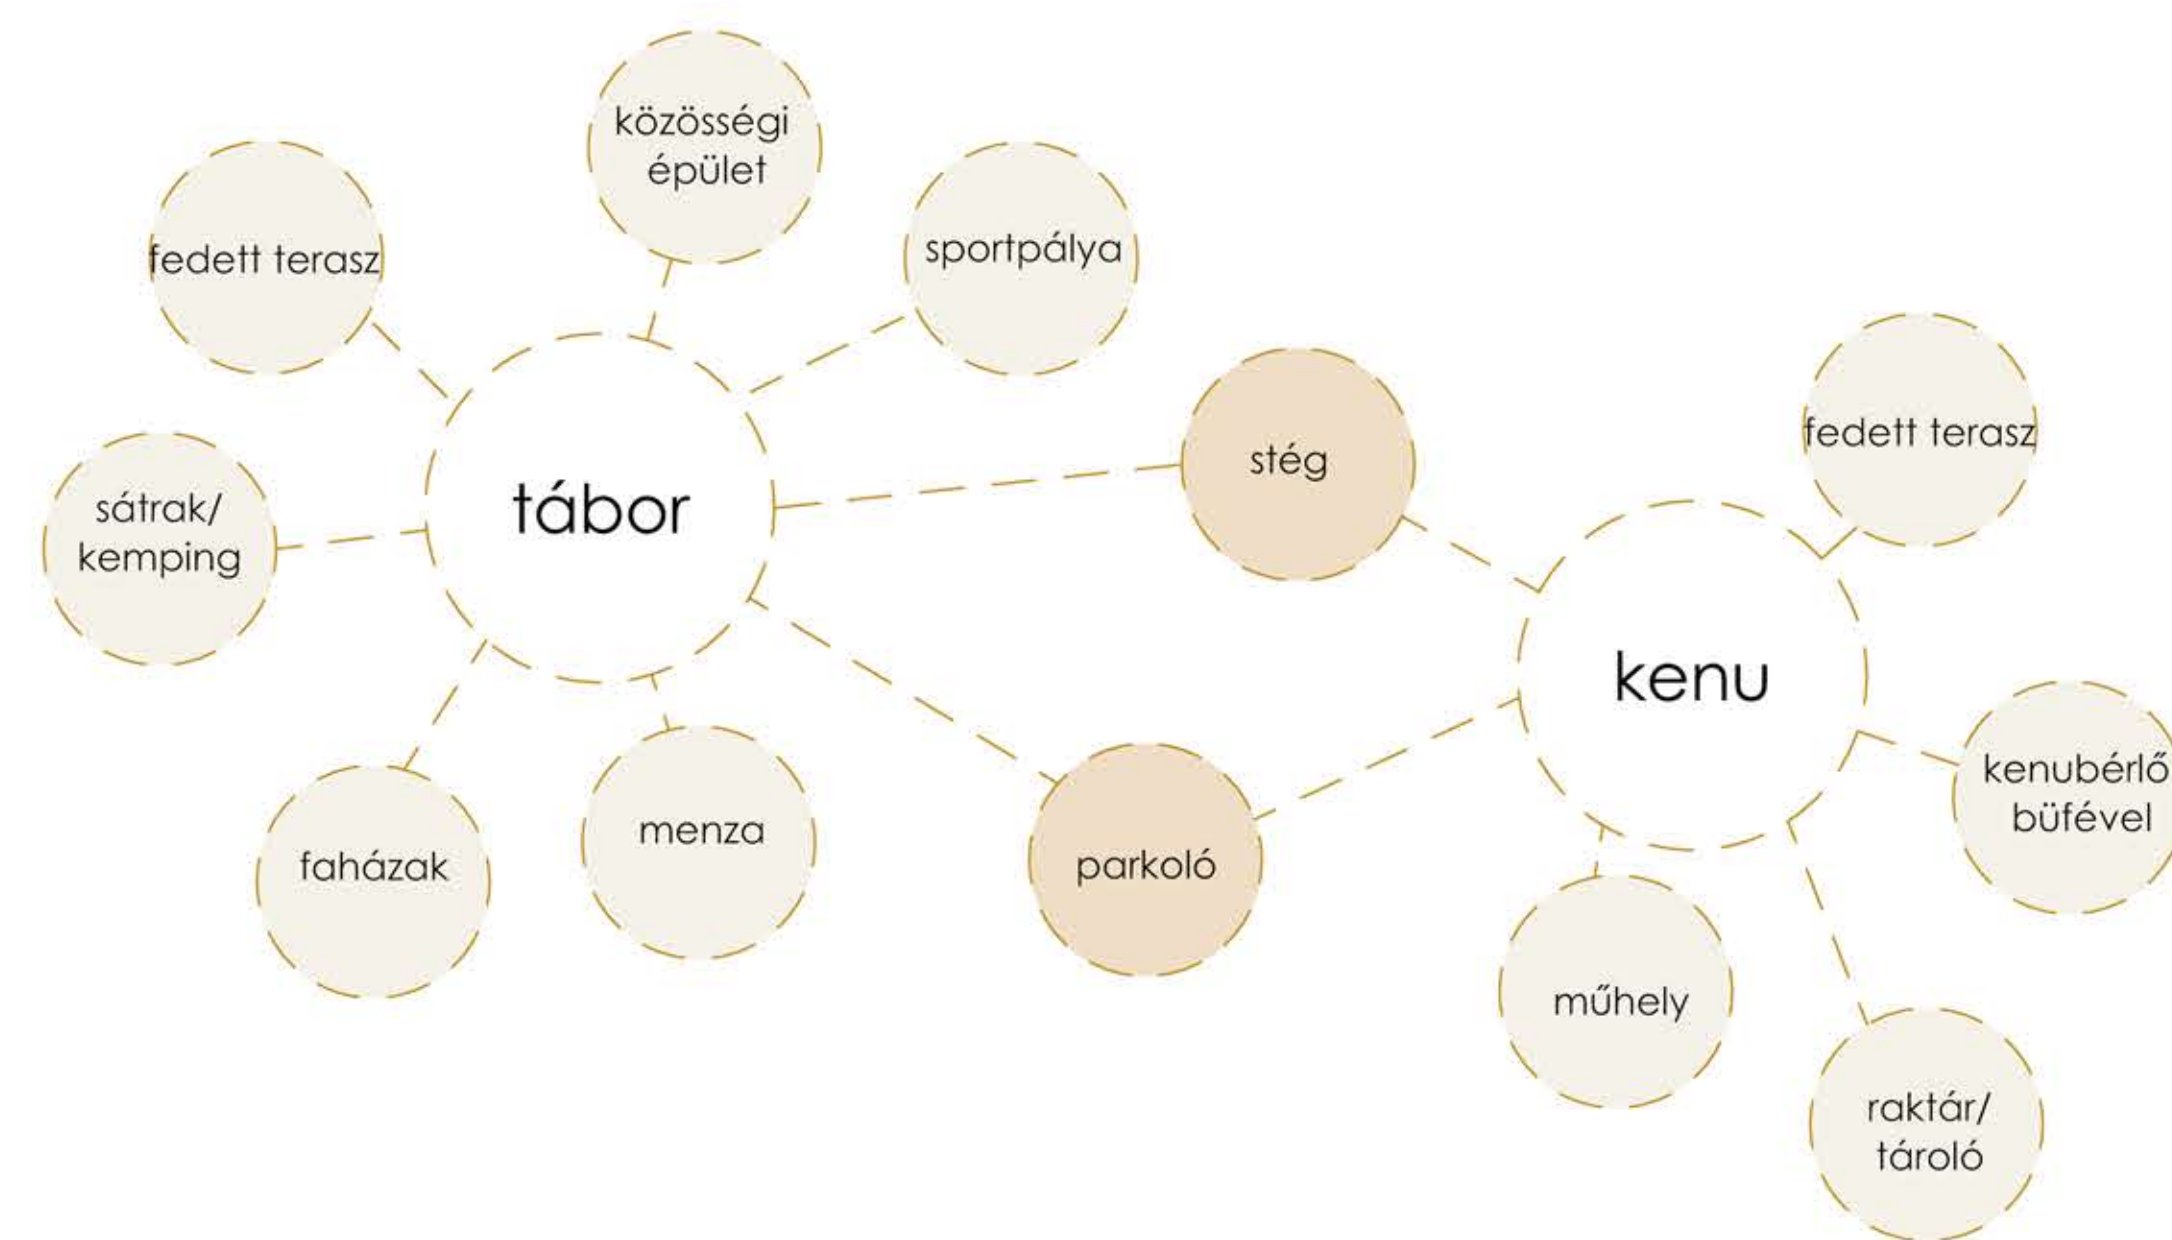 közösségi
épület
sportpálya
fedett terasz
sátrak/
kemping
tábor
faházak
menza
stég
parkoló
fedett terasz
kenu
kenubérlő
büfével
műhely
raktár/
tároló